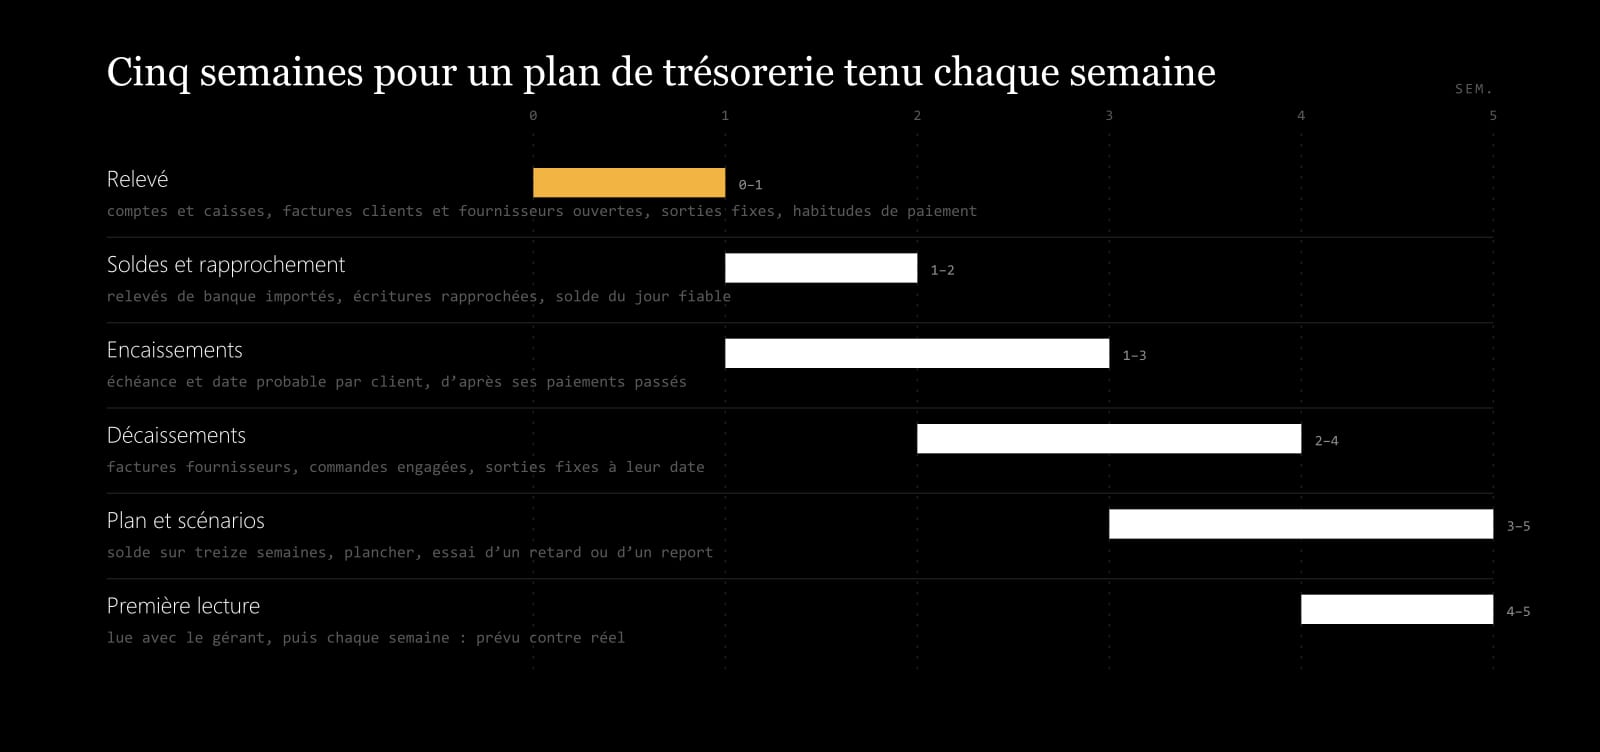 Cinq semaines pour un plan de trésorerie tenu chaque semaine
SEM.
0 1 2 3 4 5
Relevé
0–1
comptes et caisses, factures clients et fournisseurs ouvertes, sorties fixes, habitudes de paiement
Soldes et rapprochement
1–2
relevés de banque importés, écritures rapprochées, solde du jour fiable
Encaissements
1–3
échéance et date probable par client, d’après ses paiements passés
Décaissements
2–4
factures fournisseurs, commandes engagées, sorties fixes à leur date
Plan et scénarios
3–5
solde sur treize semaines, plancher, essai d’un retard ou d’un report
Première lecture
4–5
lue avec le gérant, puis chaque semaine : prévu contre réel